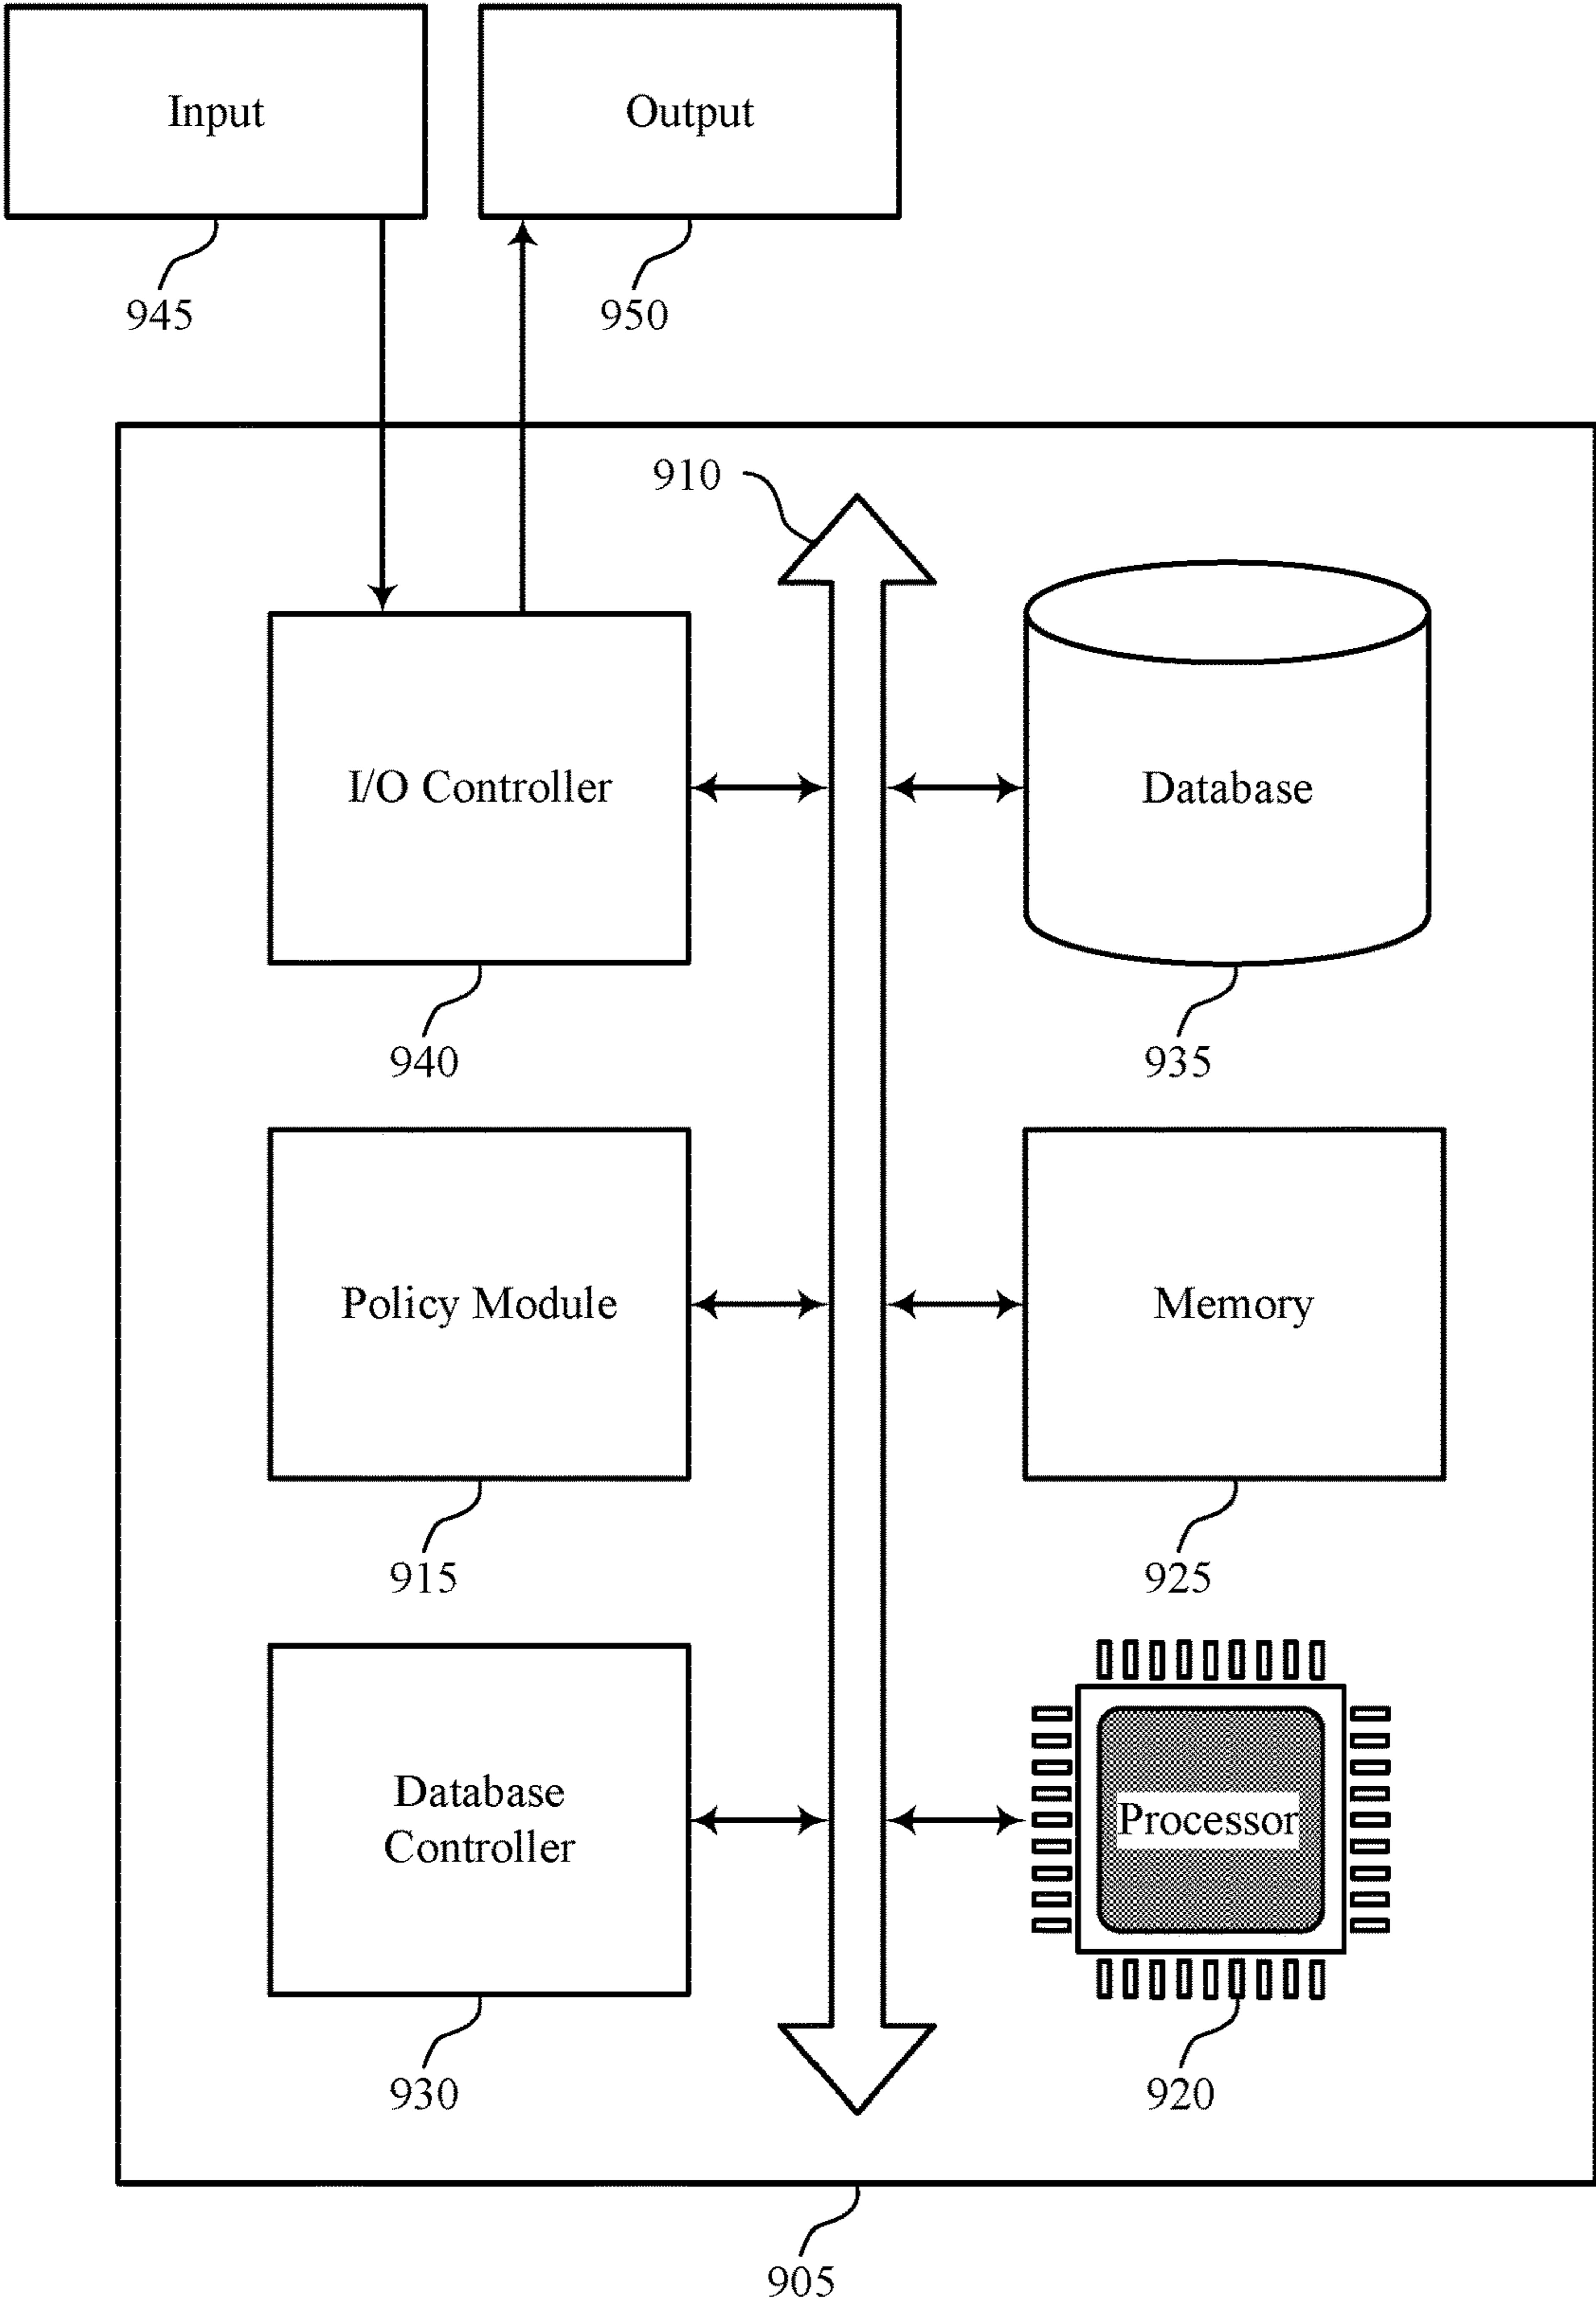 Input
Output
945
950
910
I/O Controller
Database
940
935
Policy Module
Memory
915
925
Database
Controller
Processor
930
920
905